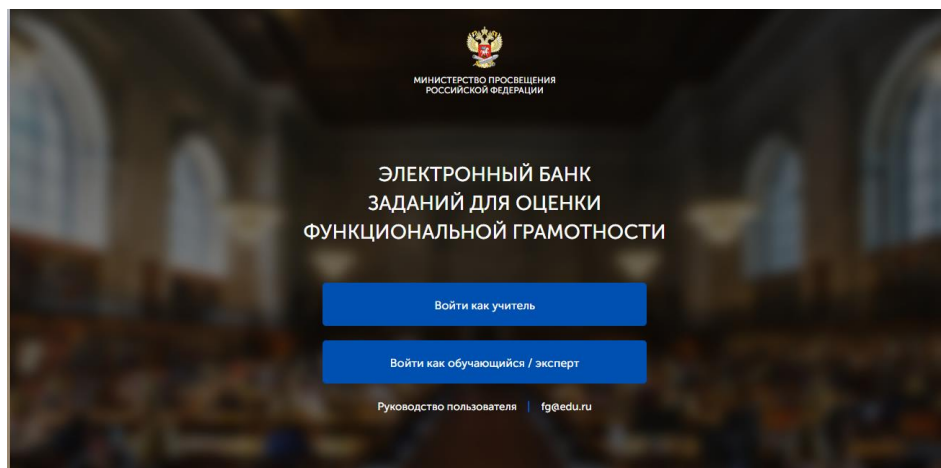 МИНИСТЕРСТВО ПРОСВЕЩЕНИЯ
РОССИЙСКОЙ ФЕДЕРАЦИИ
ЭЛЕКТРОННЫЙ БАНК
ЗАДАНИЙ ДЛЯ ОЦЕНКИ
ФУНКЦИОНАЛЬНОЙ ГРАМОТНОСТИ
Войти как учитель
Войти как обучающийся / эксперт
Руководство пользователя | fg@edu.ru